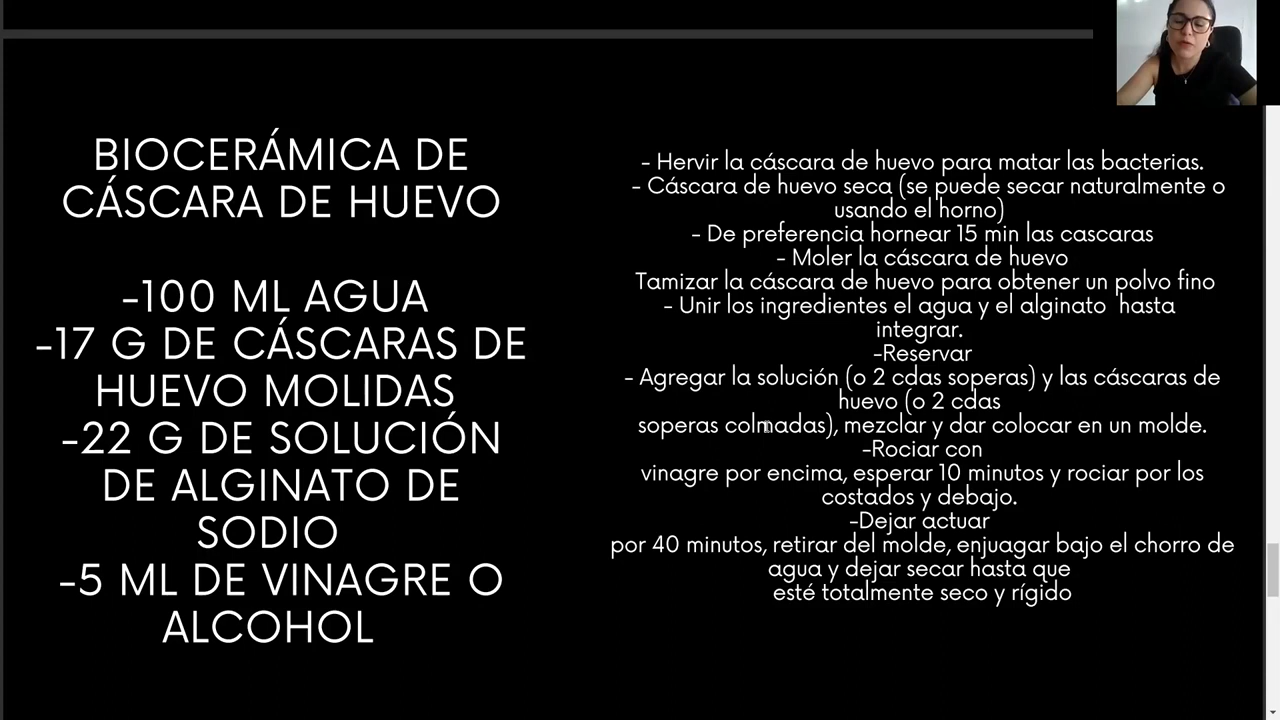 BIOCERÁMICA DE
CÁSCARA DE HUEVO
-100 ML AGUA
-17 G DE CÁSCARAS DE
HUEVO MOLIDAS
-22 G DE SOLUCIÓN
DE ALGINATO DE
SODIO
-5 ML DE VINAGRE O
ALCOHOL
- Hervir la cáscara de huevo para matar las bacterias.
- Cáscara de huevo seca (se puede secar naturalmente o
usando el horno)
- De preferencia hornear 15 min las cascaras
- Moler la cáscara de huevo
Tamizar la cáscara de huevo para obtener un polvo fino
- Unir los ingredientes el agua y el alginato hasta
integrar.
-Reservar
- Agregar la solución (o 2 cdas soperas) y las cáscaras de
huevo (o 2 cdas
soperas colmadas), mezclar y dar colocar en un molde.
-Rociar con
vinagre por encima, esperar 10 minutos y rociar por los
costados y debajo.
-Dejar actuar
por 40 minutos, retirar del molde, enjuagar bajo el chorro de
agua y dejar secar hasta que
esté totalmente seco y rígido